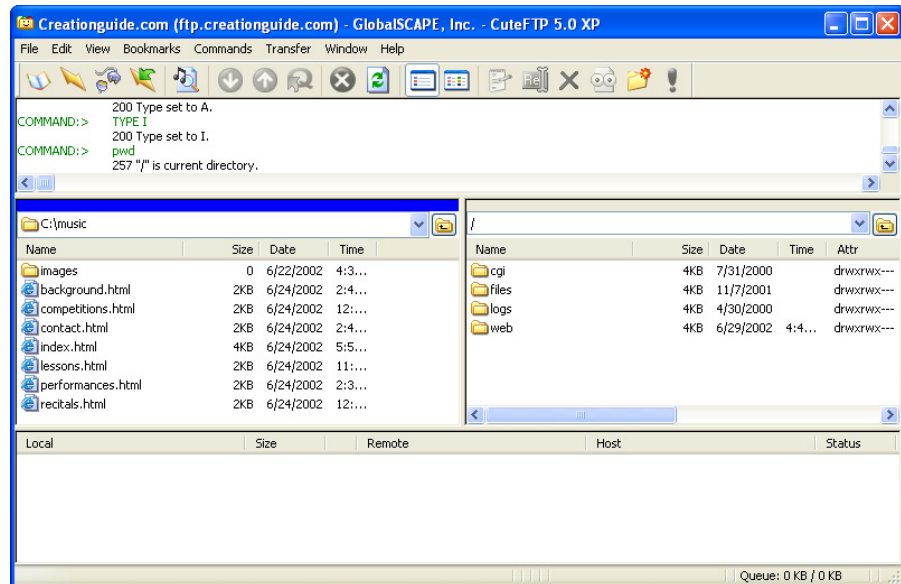 Creationguide.com (ftp.creationguide.com) - GlobalSCAPE, Inc. - CuteFTP 5.0 XP
File Edit View Bookmarks Commands Transfer Window Help
200 Type set to A.
COMMAND:> TYPE I
200 Type set to I.
COMMAND:> pwd
257 "/" is current directory.
C:\music
Name Size Date Time
images 0 6/22/2002 4:3...
background.html 2KB 6/24/2002 2:4...
competitions.html 2KB 6/24/2002 12:...
contact.html 2KB 6/24/2002 2:4...
index.html 4KB 6/24/2002 5:5...
lessons.html 2KB 6/24/2002 11:...
performances.html 2KB 6/24/2002 2:3...
recitals.html 2KB 6/24/2002 12:...
/
Name Size Date Time Attr
cgi 4KB 7/31/2000 drwxrwx---
files 4KB 11/7/2001 drwxrwx---
logs 4KB 4/30/2000 drwxrwx---
web 4KB 6/29/2002 4:4... drwxrwx---
Local Size Remote Host Status
Queue: 0 KB / 0 KB